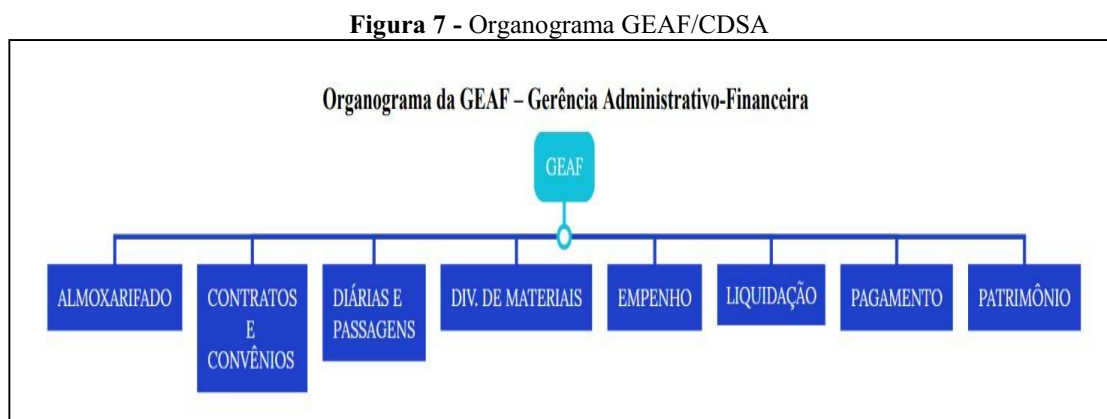 Figura 7 - Organograma GEAF/CDSA
Organograma da GEAF – Gerência Administrativo-Financeira
GEAF
ALMOXARIFADO
CONTRATOS
E
CONVÊNIOS
DIÁRIAS E
PASSAGENS
DIV. DE MATERIAIS
EMPENHO
LIQUIDAÇÃO
PAGAMENTO
PATRIMÔNIO